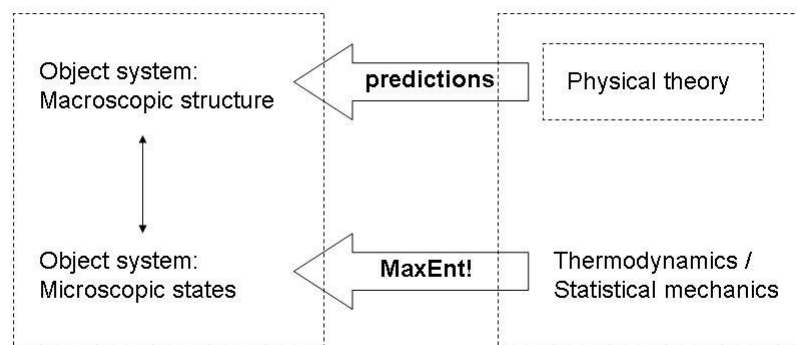 Object system:
Macroscopic structure
predictions
Physical theory
Object system:
Microscopic states
MaxEnt!
Thermodynamics /
Statistical mechanics